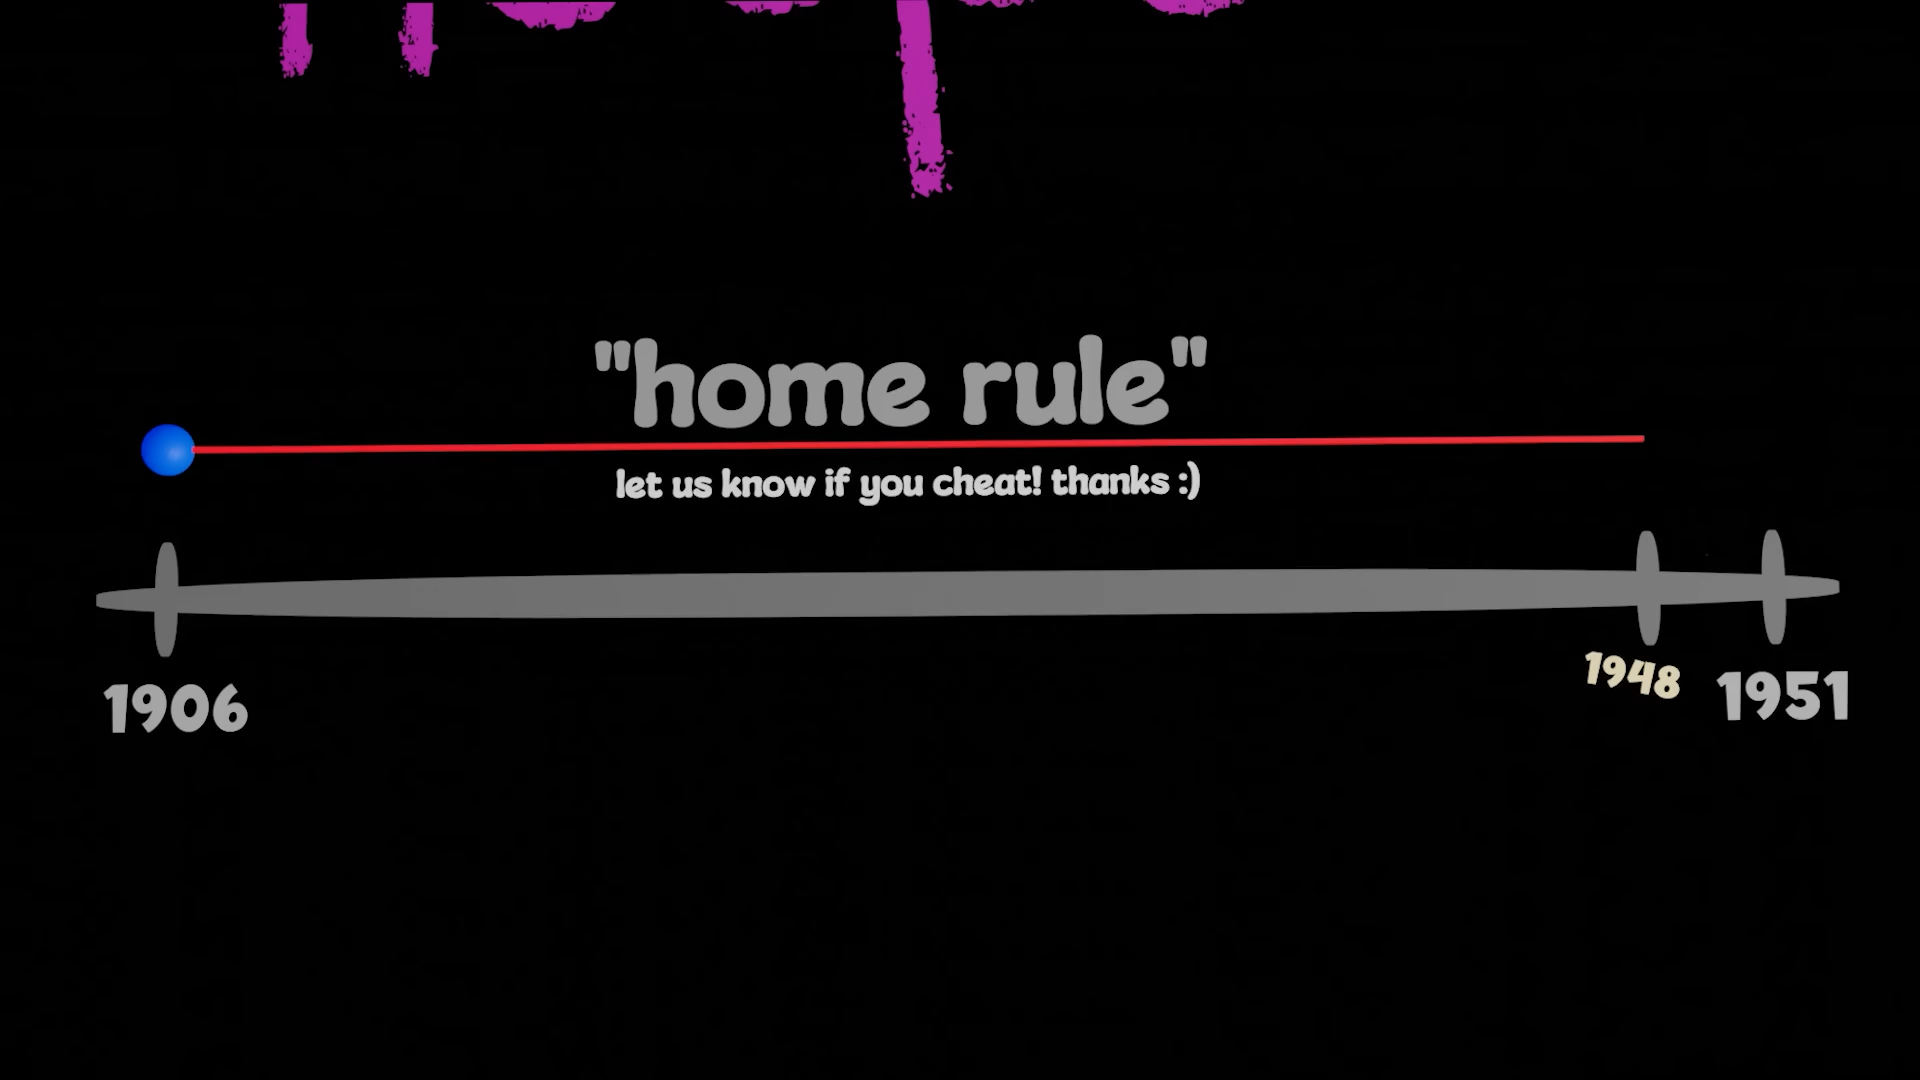 "home rule"
let us know if you cheat! thanks :)
1906
1948
1951